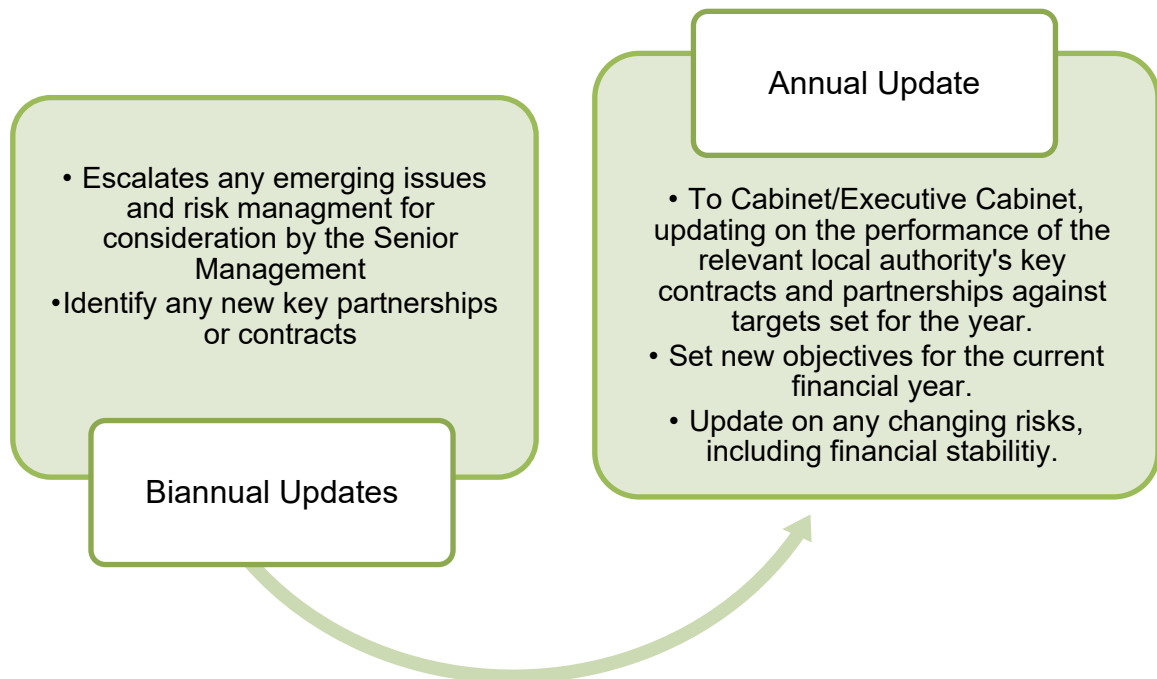 • Escalates any emerging issues
and risk managment for
consideration by the Senior
Management
•Identify any new key partnerships
or contracts
Biannual Updates
Annual Update
• To Cabinet/Executive Cabinet,
updating on the performance of the
relevant local authority's key
contracts and partnerships against
targets set for the year.
• Set new objectives for the current
financial year.
• Update on any changing risks,
including financial stabilitiy.